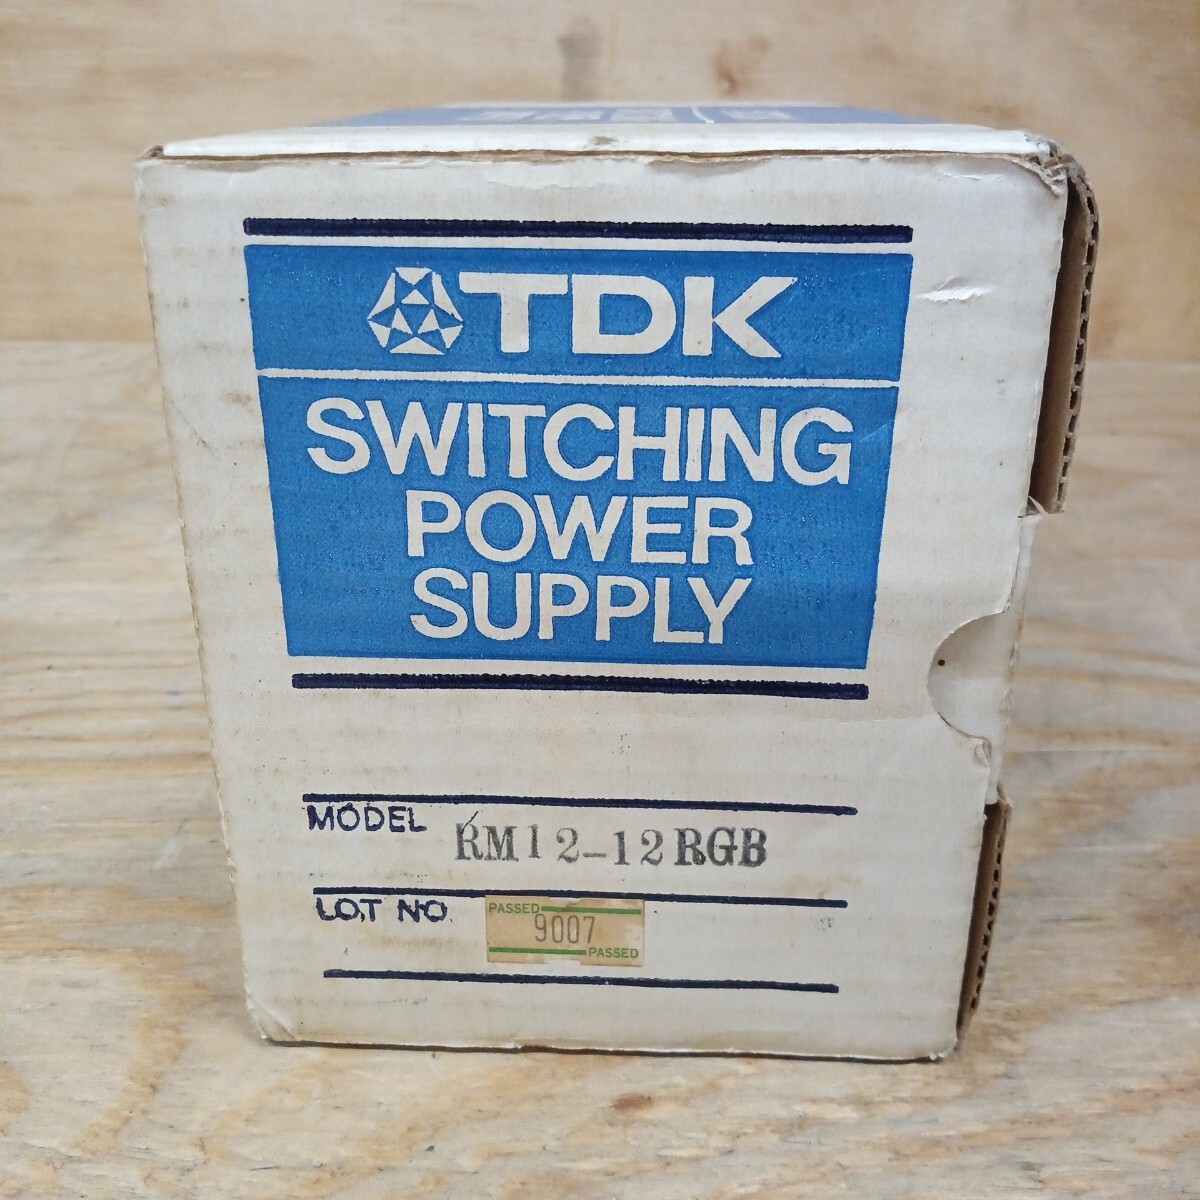 TDK
SWITCHING
POWER
SUPPLY
MODEL RM12-12RGB
LOT NO
PASSED
9007
PASSED